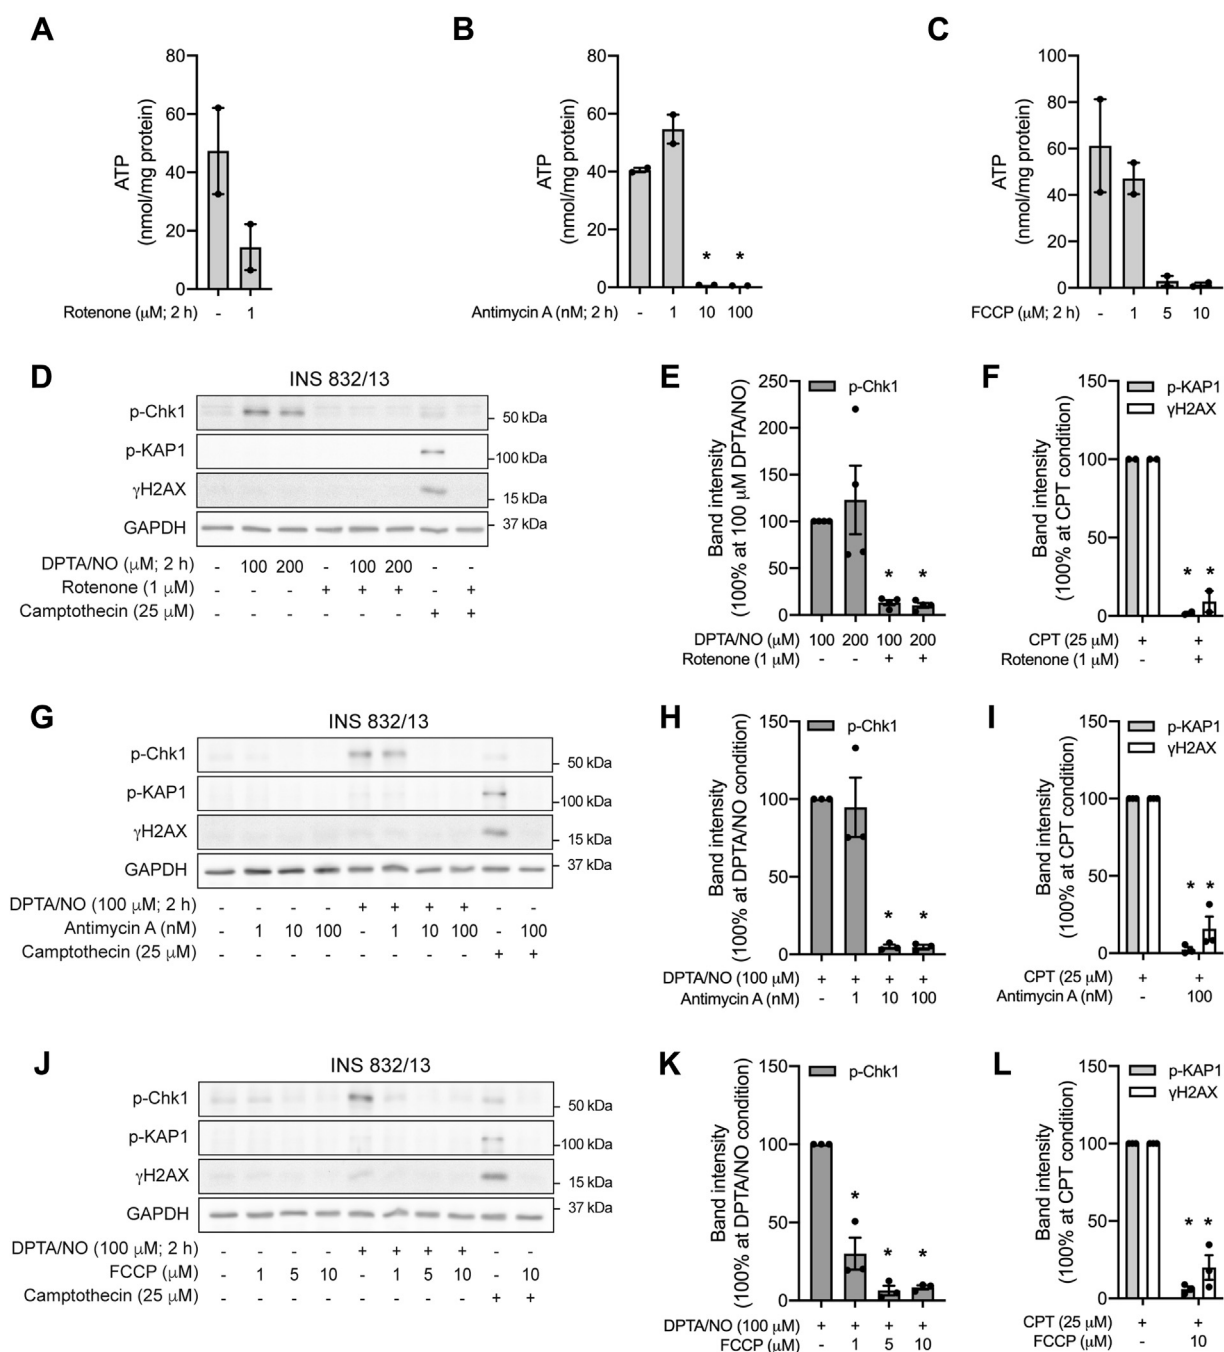 A
ATP
(nmol/mg protein)
80
60
40
20
0
Rotenone (μM; 2 h) - 1
B
ATP
(nmol/mg protein)
80
60
40
20
0
* *
Antimycin A (nM; 2 h) - 1 10 100
C
ATP
(nmol/mg protein)
100
80
60
40
20
0
FCCP (μM; 2 h) - 1 5 10
D
INS 832/13
p-Chk1 50 kDa
p-KAP1 100 kDa
γH2AX 15 kDa
GAPDH 37 kDa
DPTA/NO (μM; 2 h) - 100 200 - 100 200 - -
Rotenone (1 μM) - - - + + + - +
Camptothecin (25 μM) - - - - - - + +
E
Band intensity
(100% at 100 μM DPTA/NO)
250
200
150
100
50
0
p-Chk1
* *
DPTA/NO (μM) 100 200 100 200
Rotenone (1 μM) - - + +
F
Band intensity
(100% at CPT condition)
150
100
50
0
p-KAP1
γH2AX
* *
CPT (25 μM) + +
Rotenone (1 μM) - +
G
INS 832/13
p-Chk1 50 kDa
p-KAP1 100 kDa
γH2AX 15 kDa
GAPDH 37 kDa
DPTA/NO (100 μM; 2 h) - - - - + + + + - -
Antimycin A (nM) - 1 10 100 - 1 10 100 - 100
Camptothecin (25 μM) - - - - - - - - + +
H
Band intensity
(100% at DPTA/NO condition)
150
100
50
0
p-Chk1
* *
DPTA/NO (100 μM) + + + +
Antimycin A (nM) - 1 10 100
I
Band intensity
(100% at CPT condition)
150
100
50
0
p-KAP1
γH2AX
* *
CPT (25 μM) + +
Antimycin A (nM) - 100
J
INS 832/13
p-Chk1 50 kDa
p-KAP1 100 kDa
γH2AX 15 kDa
GAPDH 37 kDa
DPTA/NO (100 μM; 2 h) - - - - + + + + - -
FCCP (μM) - 1 5 10 - 1 5 10 - 10
Camptothecin (25 μM) - - - - - - - - + +
K
Band intensity
(100% at DPTA/NO condition)
150
100
50
0
p-Chk1
* * *
DPTA/NO (100 μM) + + + +
FCCP (μM) - 1 5 10
L
Band intensity
(100% at CPT condition)
150
100
50
0
p-KAP1
γH2AX
* *
CPT (25 μM) + +
FCCP (μM) - 10